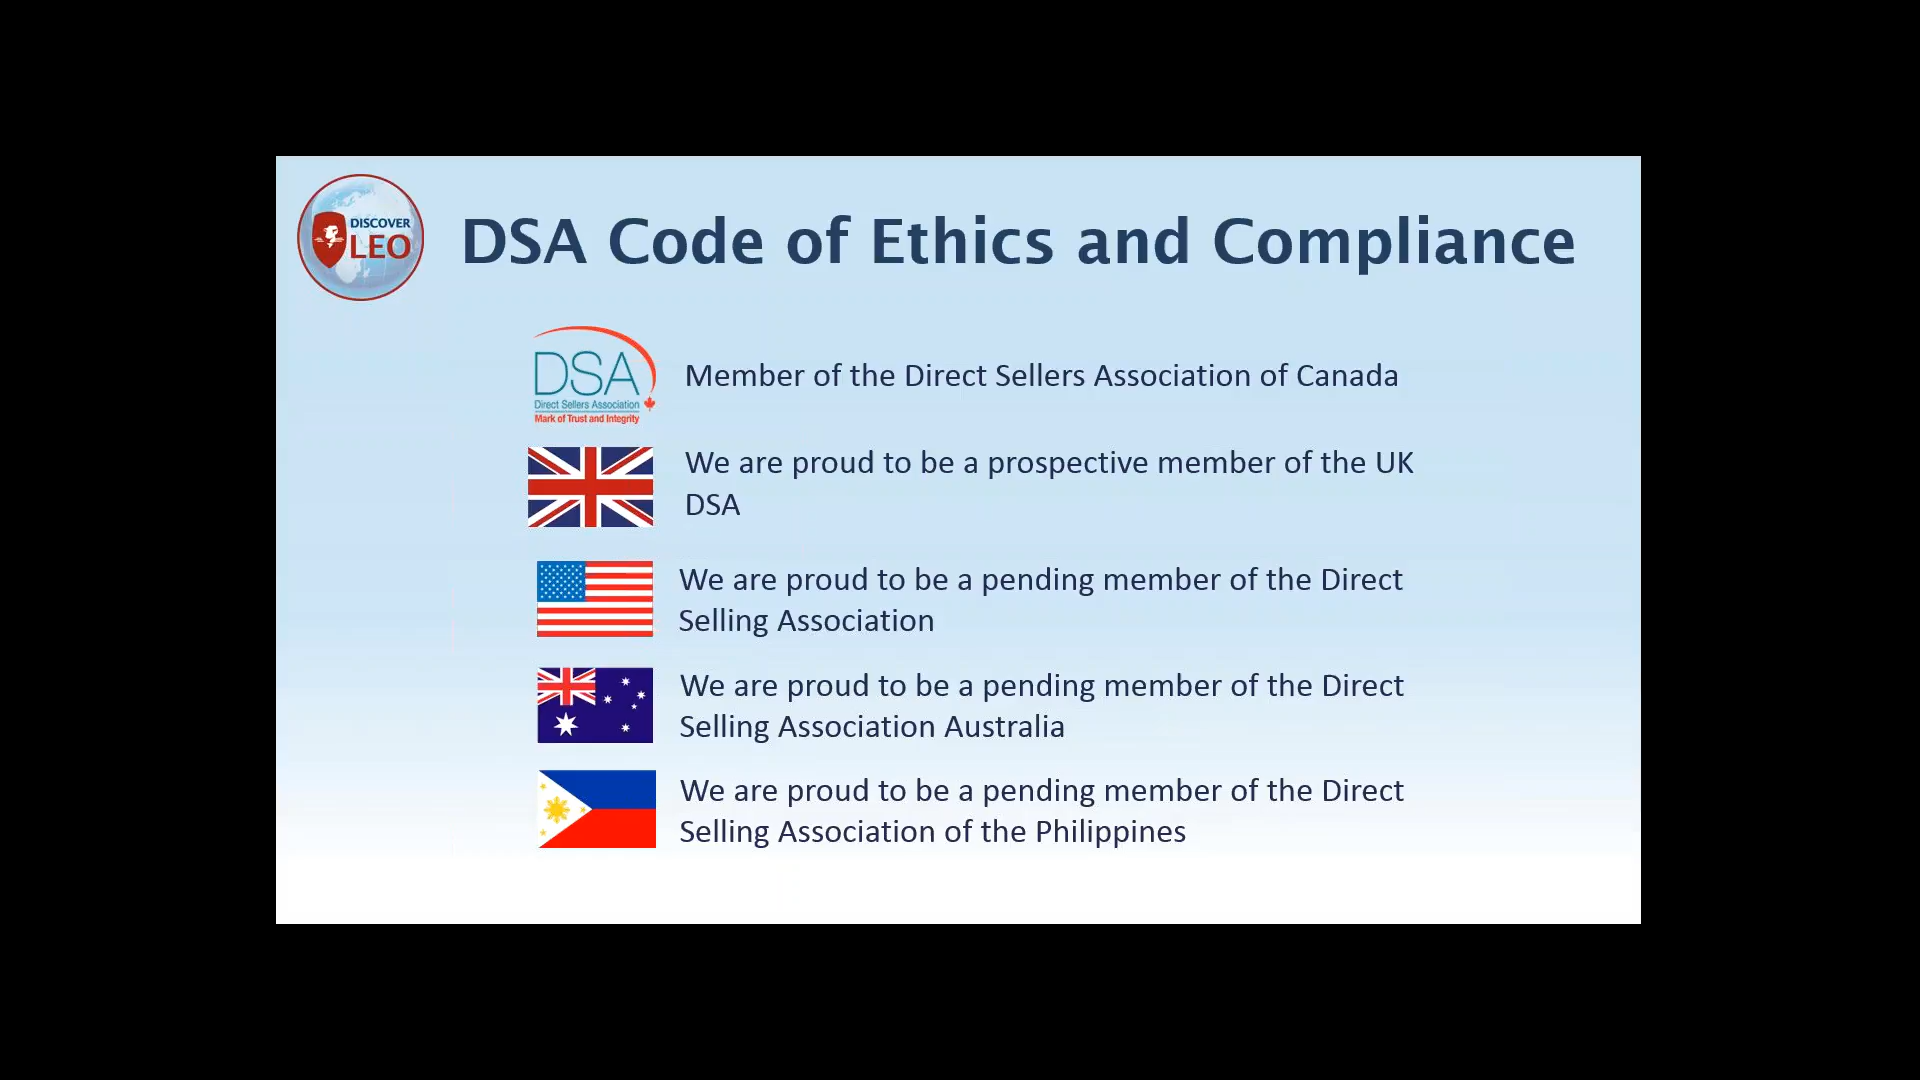 DISCOVER
LEO
DSA Code of Ethics and Compliance
DSA
Direct Sellers Association
Mark of Trust and Integrity
Member of the Direct Sellers Association of Canada
We are proud to be a prospective member of the UK
DSA
We are proud to be a pending member of the Direct
Selling Association
We are proud to be a pending member of the Direct
Selling Association Australia
We are proud to be a pending member of the Direct
Selling Association of the Philippines